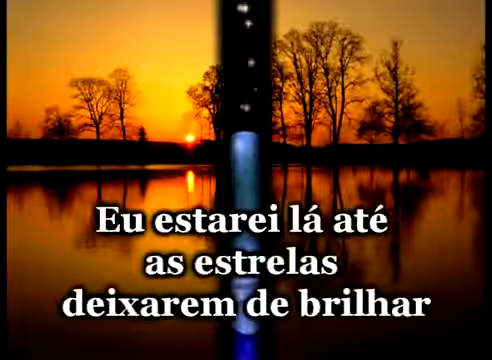 Eu estarei lá até
as estrelas
deixarem de brilhar